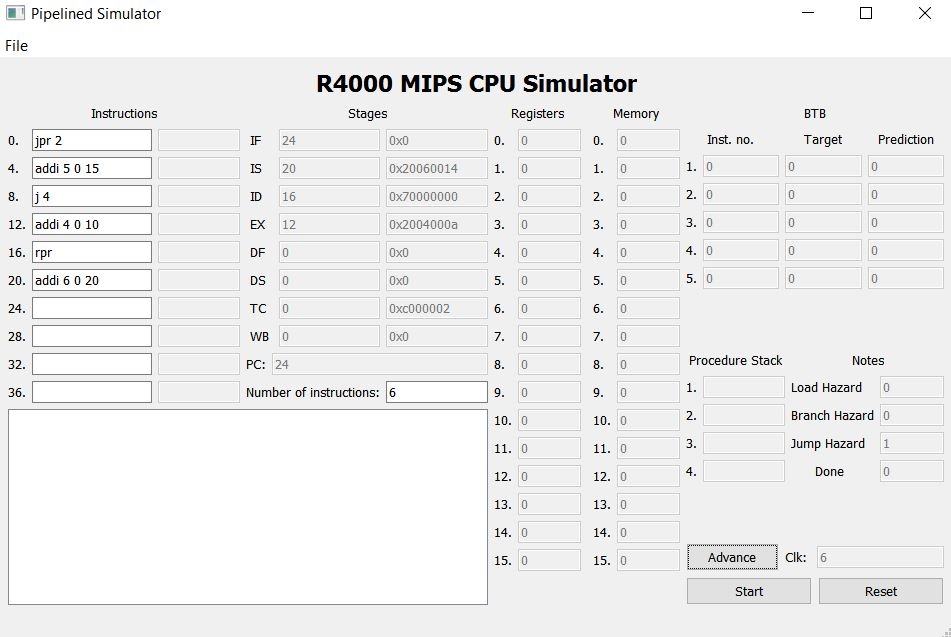 Pipelined Simulator
File
R4000 MIPS CPU Simulator
Instructions Stages Registers Memory BTB
Inst. no. Target Prediction
0. jpr 2 IF 24 0x0 0. 0 0. 0
4. addi 5 0 15 IS 20 0x20060014 1. 0 1. 0 1. 0 0 0
8. j 4 ID 16 0x70000000 2. 0 2. 0 2. 0 0 0
12. addi 4 0 10 EX 12 0x2004000a 3. 0 3. 0 3. 0 0 0
16. rpr DF 0 0x0 4. 0 4. 0 4. 0 0 0
20. addi 6 0 20 DS 0 0x0 5. 0 5. 0 5. 0 0 0
24. TC 0 0xc000002 6. 0 6. 0
28. WB 0 0x0 7. 0 7. 0
32. PC: 24 8. 0 8. 0 Procedure Stack Notes
36. Number of instructions: 6 9. 0 9. 0 1. Load Hazard 0
10. 0 10. 0 2. Branch Hazard 0
11. 0 11. 0 3. Jump Hazard 1
12. 0 12. 0 4. Done 0
13. 0 13. 0
14. 0 14. 0
15. 0 15. 0 Advance Clk: 6
Start Reset